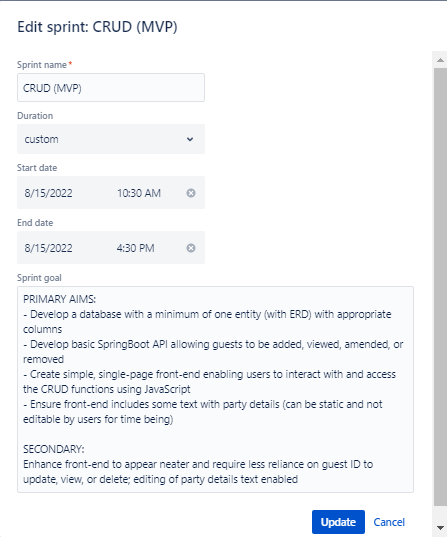 Edit sprint: CRUD (MVP)
Sprint name*
CRUD (MVP)
Duration
custom
Start date
8/15/2022 10:30 AM
End date
8/15/2022 4:30 PM
Sprint goal
PRIMARY AIMS:
- Develop a database with a minimum of one entity (with ERD) with appropriate
columns
- Develop basic SpringBoot API allowing guests to be added, viewed, amended, or
removed
- Create simple, single-page front-end enabling users to interact with and access
the CRUD functions using JavaScript
- Ensure front-end includes some text with party details (can be static and not
editable by users for time being)
SECONDARY:
Enhance front-end to appear neater and require less reliance on guest ID to
update, view, or delete; editing of party details text enabled
Update Cancel